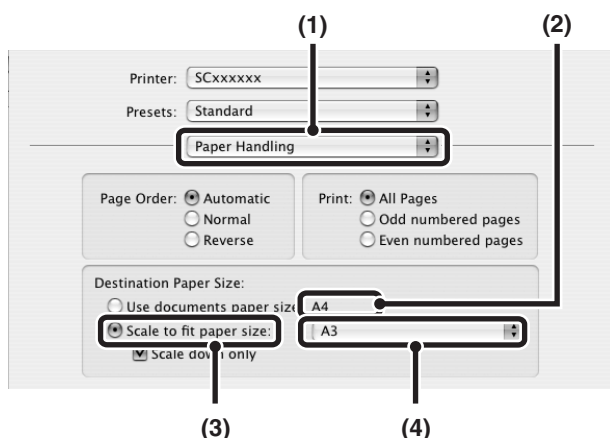 (1) (2)
Printer: SCxxxxxx
Presets: Standard
Paper Handling
Page Order: Automatic Print: All Pages
Normal Odd numbered pages
Reverse Even numbered pages
Destination Paper Size:
Use documents paper size A4
Scale to fit paper size: A3
Scale down only
(3) (4)